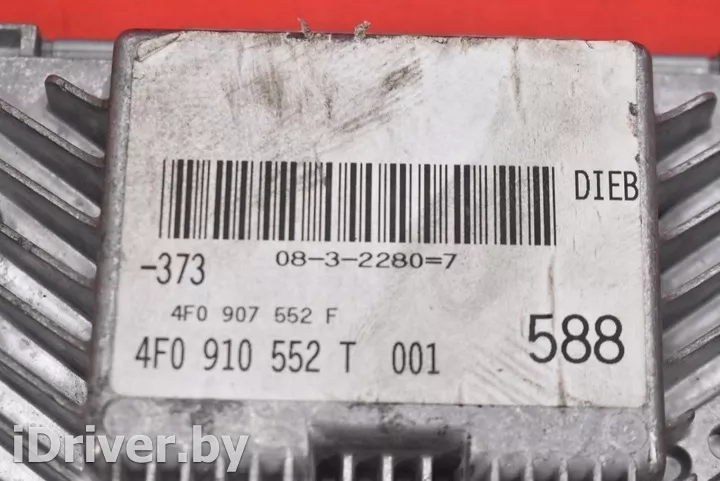 DIEB
08-3-2280=7
-373
4F0 907 552 F
4F0 910 552 T 001
588
iDriver.by